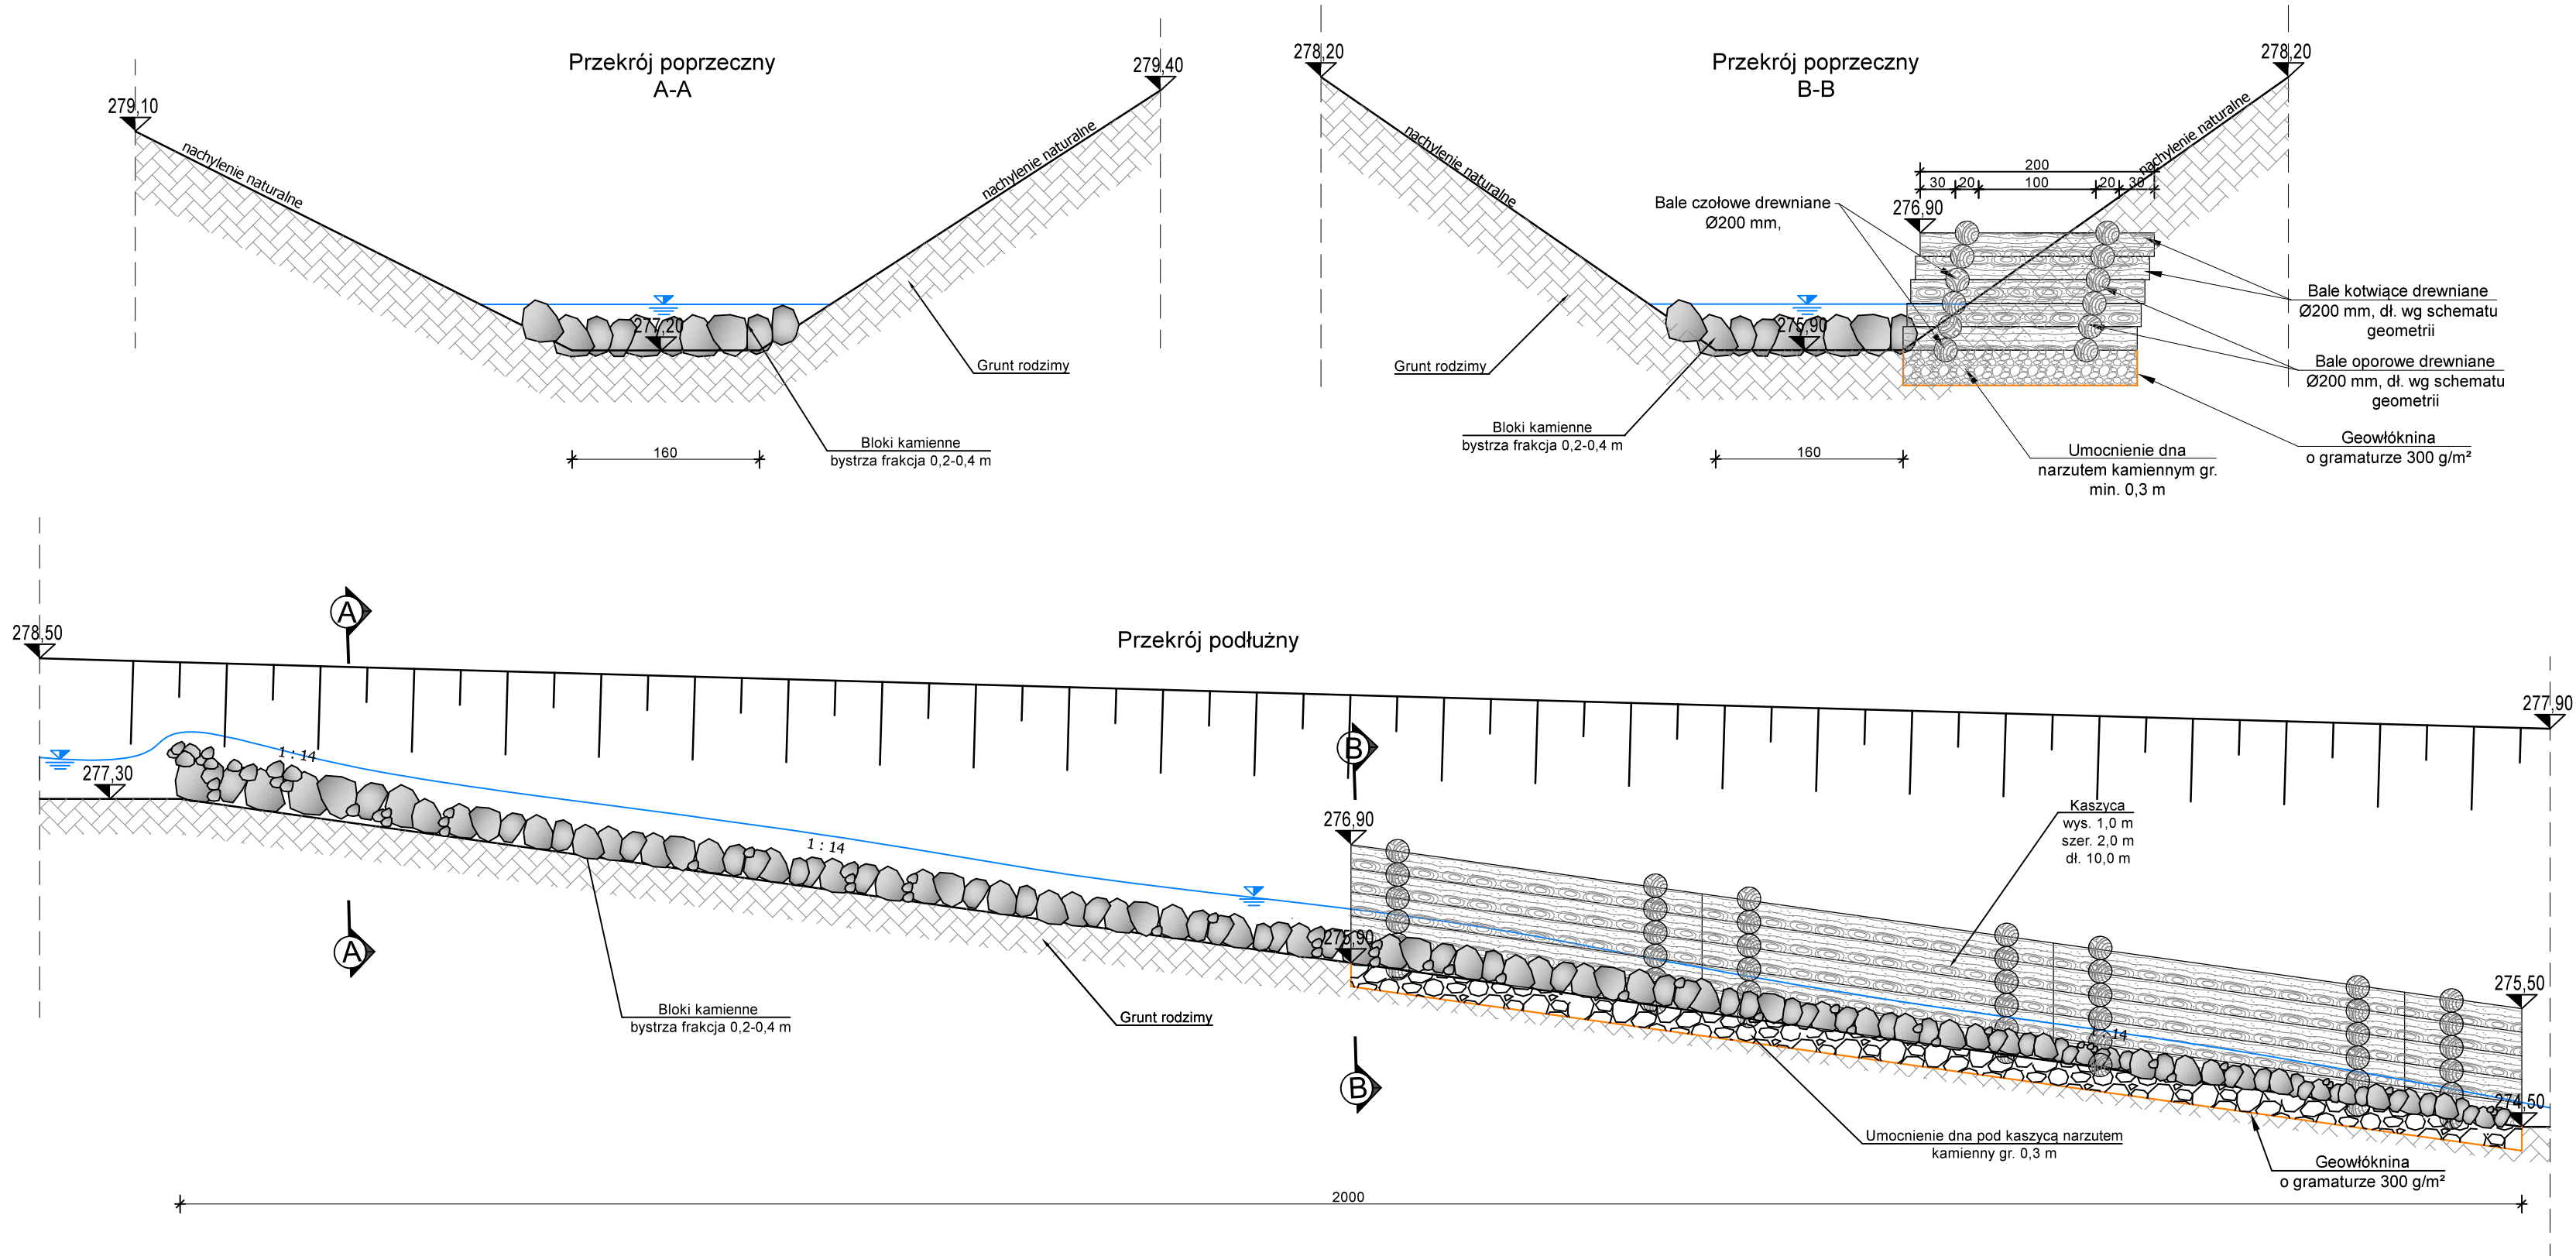 Przekrój poprzeczny
A-A
279,10
279,40
nachylenie naturalne
nachylenie naturalne
277,20
Grunt rodzimy
Bloki kamienne
bystrza frakcja 0,2-0,4 m
160
Przekrój poprzeczny
B-B
278,20
278,20
nachylenie naturalne
nachylenie naturalne
200
30
20
100
20
30
Bale czołowe drewniane
Ø200 mm,
276,90
275,90
Bale kotwiące drewniane
Ø200 mm, dł. wg schematu
geometrii
Bale oporowe drewniane
Ø200 mm, dł. wg schematu
geometrii
Grunt rodzimy
Bloki kamienne
bystrza frakcja 0,2-0,4 m
160
Umocnienie dna
narzutem kamiennym gr.
min. 0,3 m
Geowłóknina
o gramaturze 300 g/m²
Przekrój podłużny
A
278,50
277,90
B
1 : 14
277,30
Kaszyca
wys. 1,0 m
szer. 2,0 m
dł. 10,0 m
276,90
1 : 14
275,90
A
275,50
Bloki kamienne
bystrza frakcja 0,2-0,4 m
Grunt rodzimy
14
B
274,50
Umocnienie dna pod kaszycą narzutem
kamienny gr. 0,3 m
Geowłóknina
o gramaturze 300 g/m²
2000